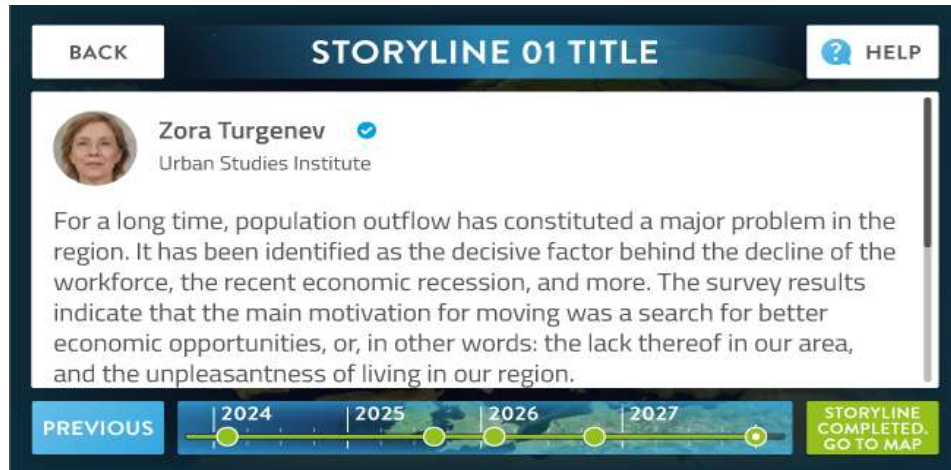 BACK
STORYLINE 01 TITLE
? HELP
Zora Turgenev
Urban Studies Institute
For a long time, population outflow has constituted a major problem in the
region. It has been identified as the decisive factor behind the decline of the
workforce, the recent economic recession, and more. The survey results
indicate that the main motivation for moving was a search for better
economic opportunities, or, in other words: the lack thereof in our area,
and the unpleasantness of living in our region.
PREVIOUS
2024 2025 2026 2027
STORYLINE
COMPLETED.
GO TO MAP